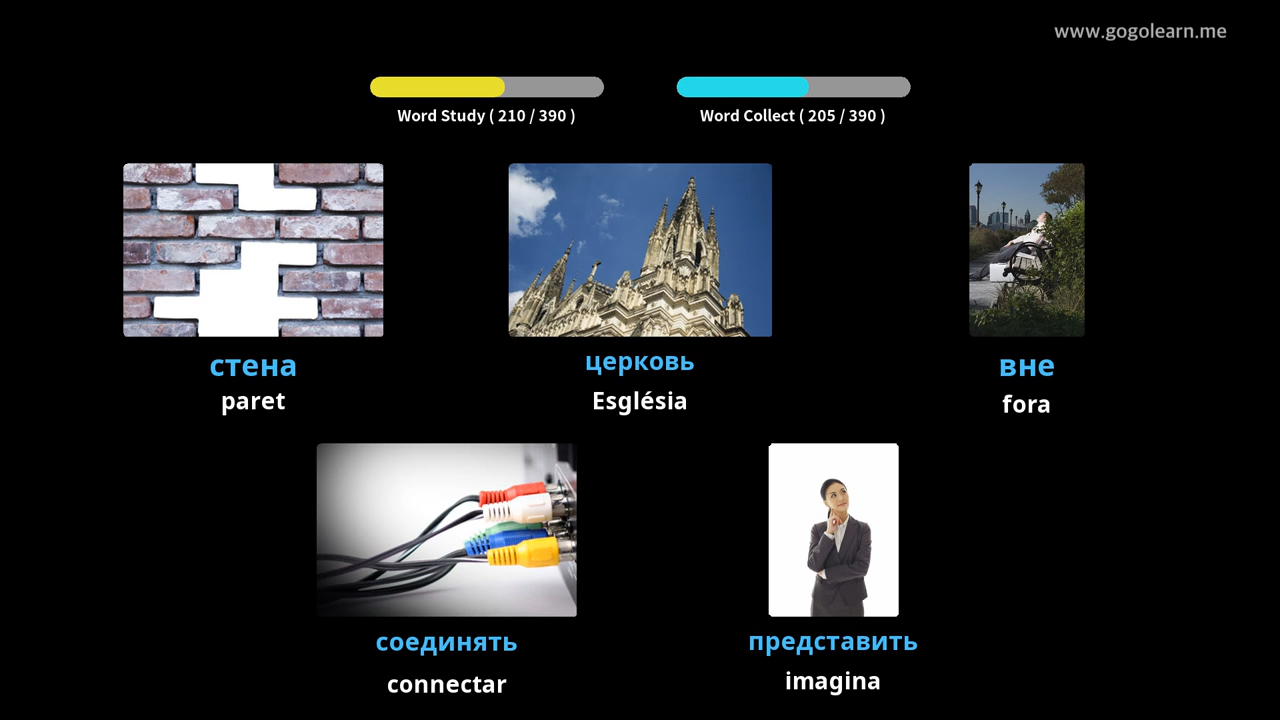 www.gogolearn.me
Word Study ( 210 / 390 )
Word Collect ( 205 / 390 )
стена
paret
церковь
Església
вне
fora
соединять
connectar
представить
imagina